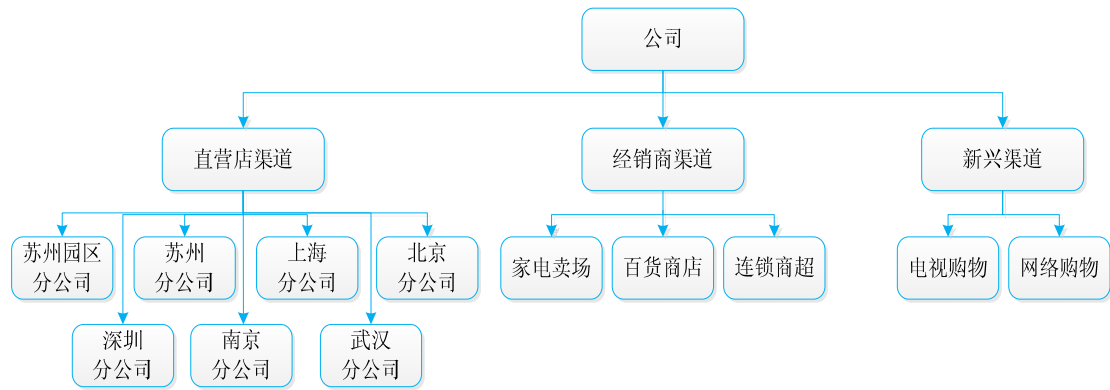 公司
直营店渠道
经销商渠道
新兴渠道
苏州园区
分公司
苏州
分公司
上海
分公司
北京
分公司
家电卖场
百货商店
连锁商超
电视购物
网络购物
深圳
分公司
南京
分公司
武汉
分公司